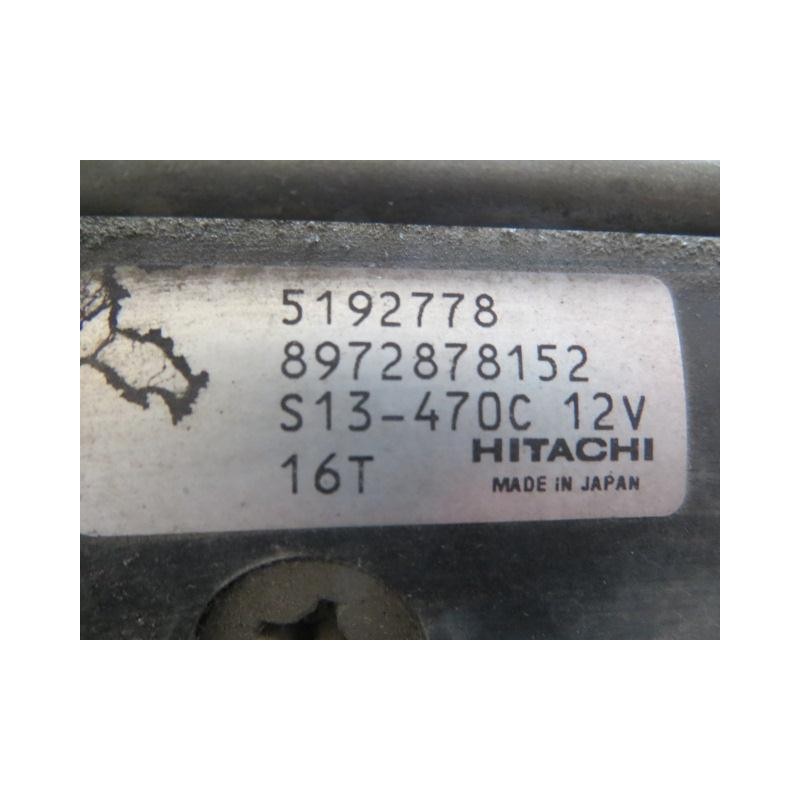 5192778
8972878152
S13-470C 12V
HITACHI
16T
MADE IN JAPAN